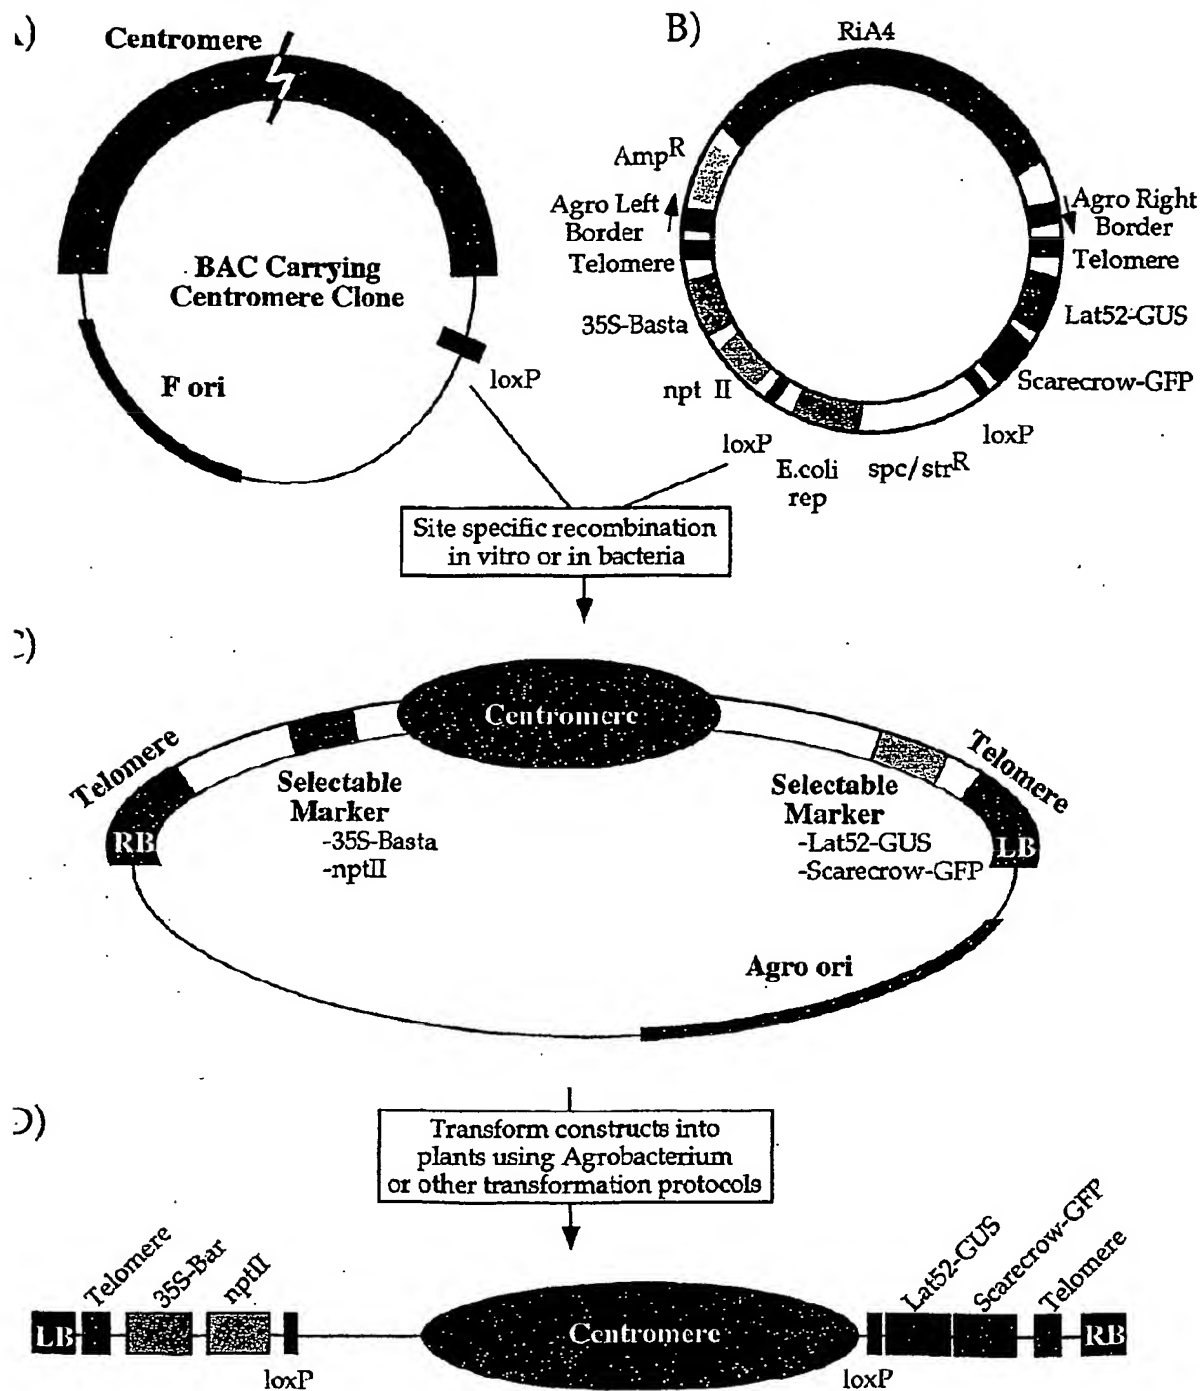 Centromere
BAC Carrying
Centromere Clone
F ori
loxP
B)
RiA4
AmpR
Agro Left
Border
Telomere
35S-Basta
npt II
loxP
E.coli
rep
spc/strR
loxP
Scarecrow-GFP
Lat52-GUS
Telomere
Agro Right
Border
Site specific recombination
in vitro or in bacteria
Centromere
Telomere
RB
Selectable
Marker
-35S-Basta
-nptII
Selectable
Marker
-Lat52-GUS
-Scarecrow-GFP
Telomere
LB
Agro ori
Transform constructs into
plants using Agrobacterium
or other transformation protocols
LB
Telomere
35S-Bar
nptII
loxP
Centromere
loxP
Lat52-GUS
Scarecrow-GFP
Telomere
RB